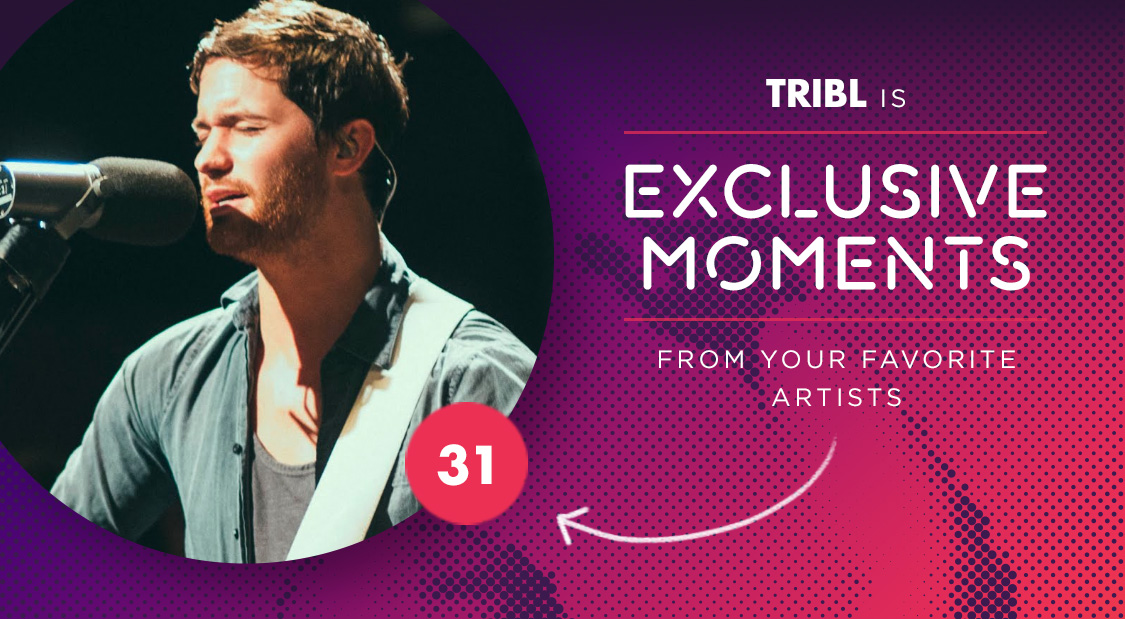 TRIBL IS
EXCLUSIVE
MOMENTS
FROM YOUR FAVORITE
ARTISTS
31